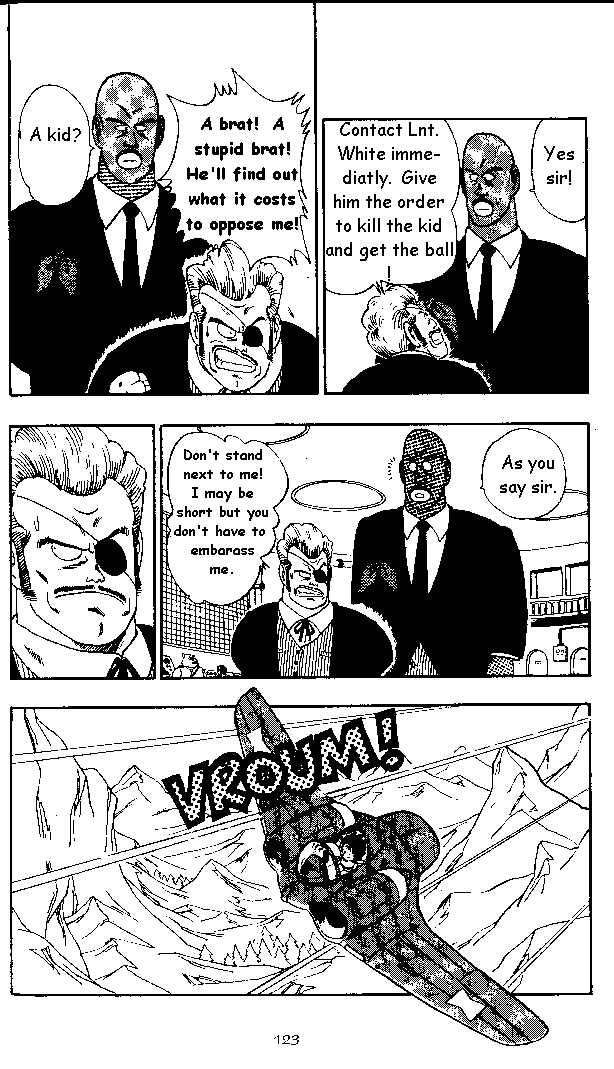 A kid?
A brat!  A
stupid brat!
He'll find out
what it costs
to oppose me!
Contact Lnt.
White imme-
diatly.  Give
him the order
to kill the kid
and get the ball
!
Yes
sir!
Don't stand
next to me!
I may be
short but you
don't have to
embarass
me.
As you
say sir.
VROUM!
123